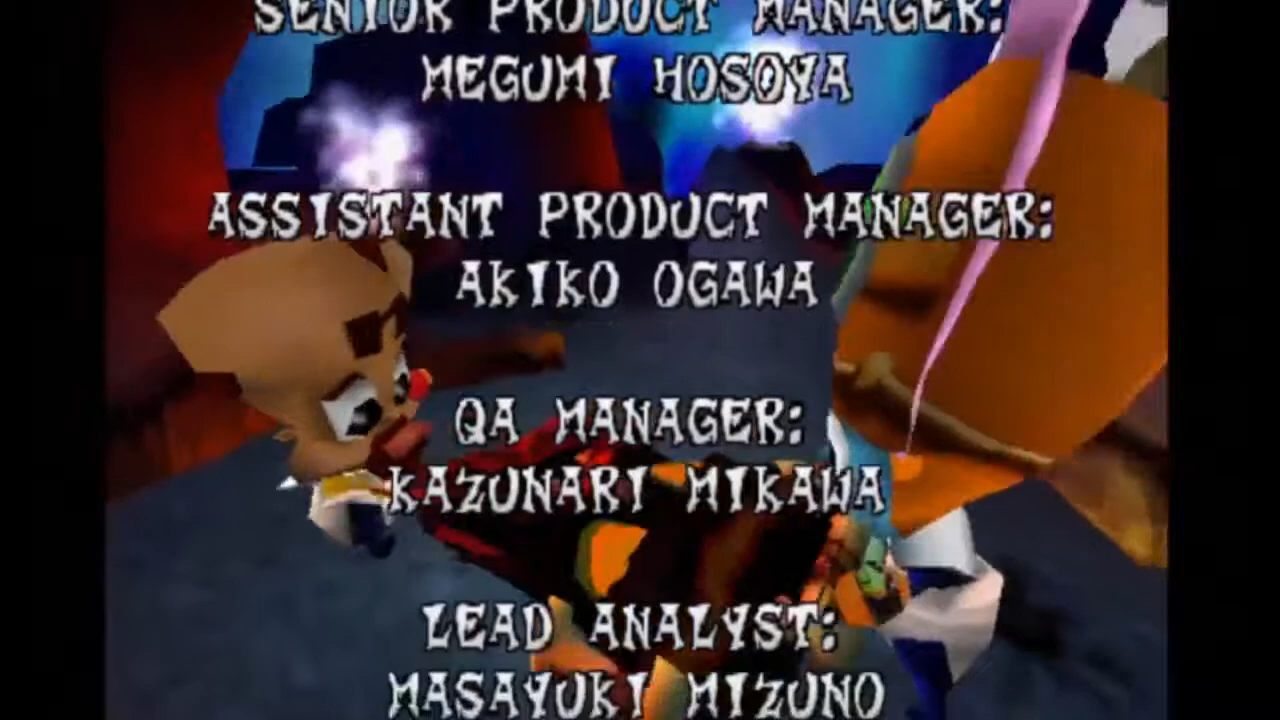 SENIOR PRODUCT MANAGER:
MEGUMI HOSOYA
ASSISTANT PRODUCT MANAGER:
AKIKO OGAWA
QA MANAGER:
KAZUNARI MIKAWA
LEAD ANALYST:
MASAYUKI MIZUNO